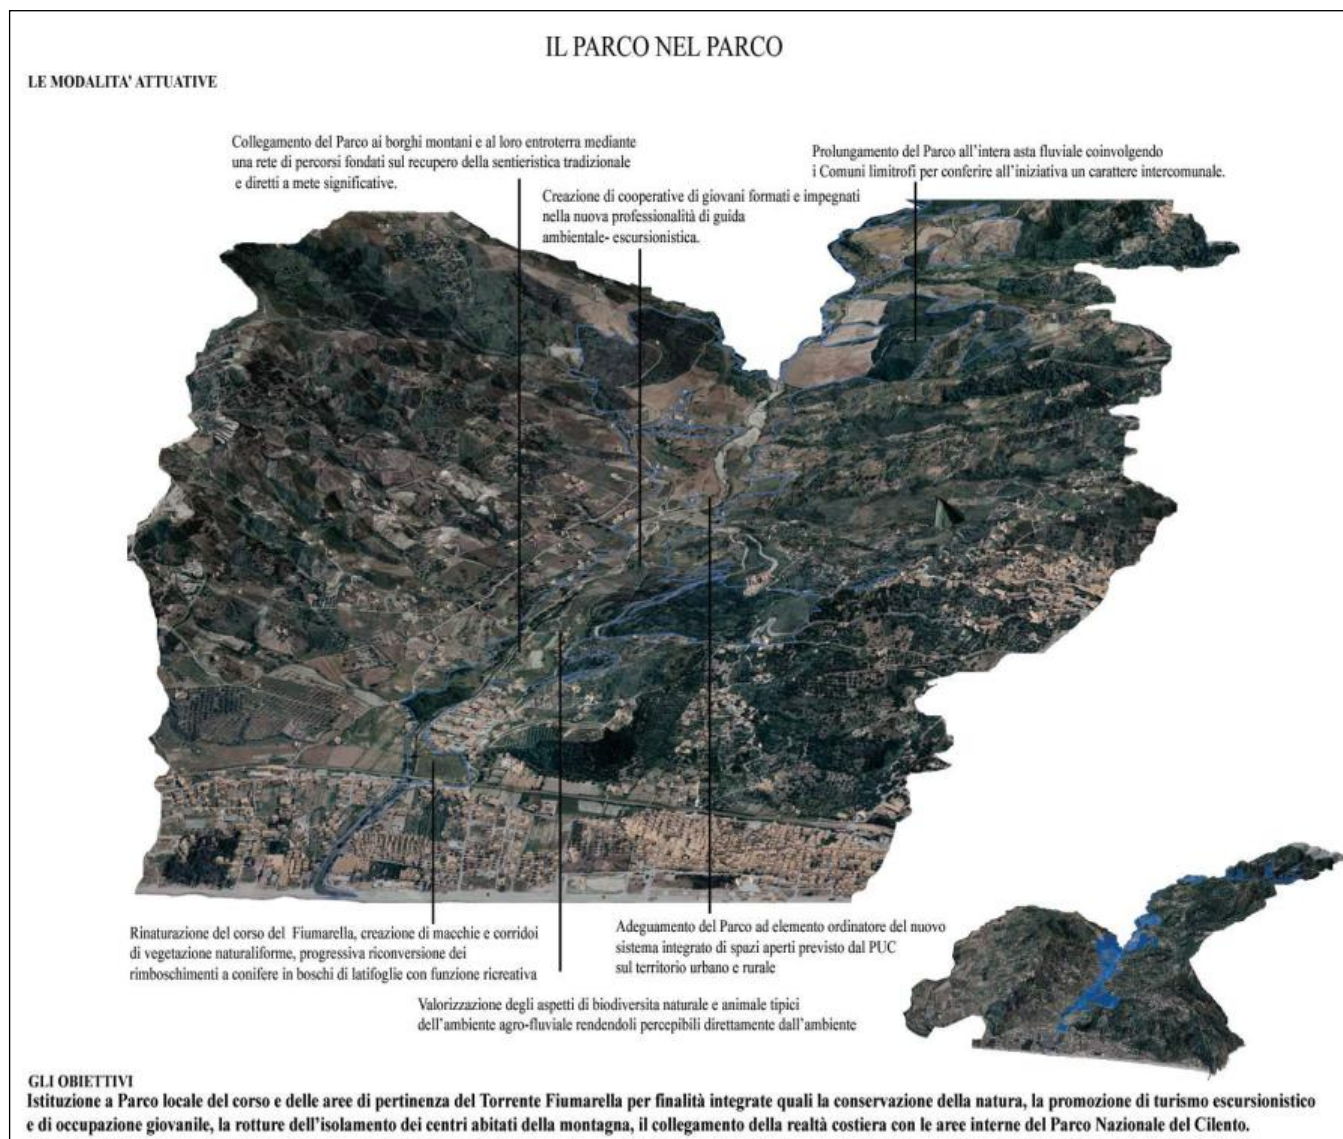 IL PARCO NEL PARCO
LE MODALITA' ATTUATIVE
Collegamento del Parco ai borghi montani e al loro entroterra mediante
una rete di percorsi fondati sul recupero della sentieristica tradizionale
e diretti a mete significative.
Prolungamento del Parco all'intera asta fluviale coinvolgendo
i Comuni limitrofi per conferire all'iniziativa un carattere intercomunale.
Creazione di cooperative di giovani formati e impegnati
nella nuova professionalità di guida
ambientale- escursionistica.
Rinaturazione del corso del Fiumarella, creazione di macchie e corridoi
di vegetazione naturaliforme, progressiva riconversione dei
rimboschimenti a conifere in boschi di latifoglie con funzione ricreativa
Adeguamento del Parco ad elemento ordinatore del nuovo
sistema integrato di spazi aperti previsto dal PUC
sul territorio urbano e rurale
Valorizzazione degli aspetti di biodiversita naturale e animale tipici
dell'ambiente agro-fluviale rendendoli percepibili direttamente dall'ambiente
GLI OBIETTIVI
Istituzione a Parco locale del corso e delle aree di pertinenza del Torrente Fiumarella per finalità integrate quali la conservazione della natura, la promozione di turismo escursionistico
e di occupazione giovanile, la rotture dell'isolamento dei centri abitati della montagna, il collegamento della realtà costiera con le aree interne del Parco Nazionale del Cilento.